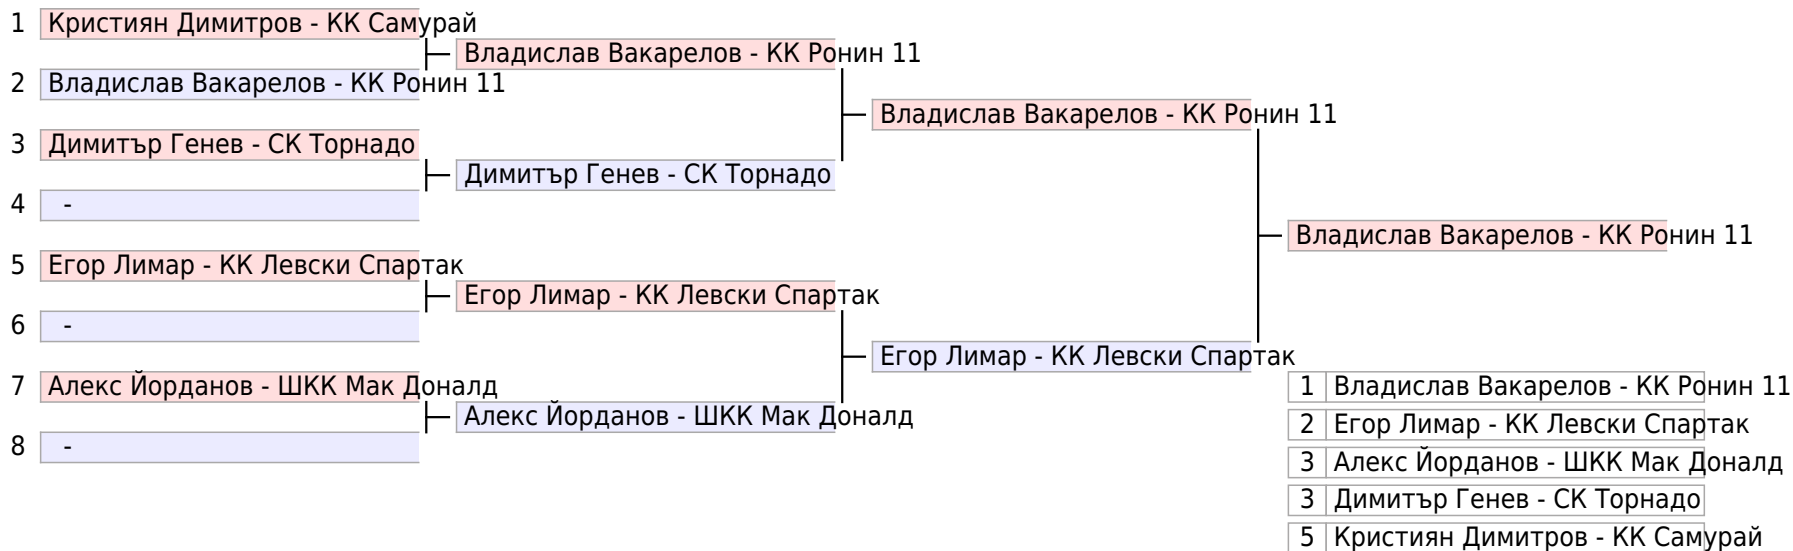 1 Кристиян Димитров - КК Самурай
Владислав Вакарелов - КК Ронин 11
2 Владислав Вакарелов - КК Ронин 11
Владислав Вакарелов - КК Ронин 11
3 Димитър Генев - СК Торнадо
Димитър Генев - СК Торнадо
4 -
Владислав Вакарелов - КК Ронин 11
5 Егор Лимар - КК Левски Спартак
Егор Лимар - КК Левски Спартак
6 -
Егор Лимар - КК Левски Спартак
7 Алекс Йорданов - ШКК Мак Доналд
Алекс Йорданов - ШКК Мак Доналд
8 -
1 Владислав Вакарелов - КК Ронин 11
2 Егор Лимар - КК Левски Спартак
3 Алекс Йорданов - ШКК Мак Доналд
3 Димитър Генев - СК Торнадо
5 Кристиян Димитров - КК Самурай